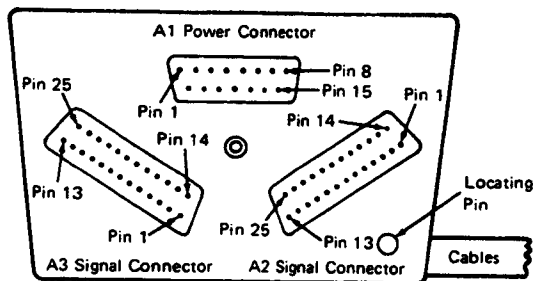 A1 Power Connector
Pin 25
Pin 8
Pin 15
Pin 1
Pin 14
Pin 1
Pin 14
Pin 13
Locating
Pin
Pin 1
Pin 25
Pin 13
Cables
A3 Signal Connector
A2 Signal Connector